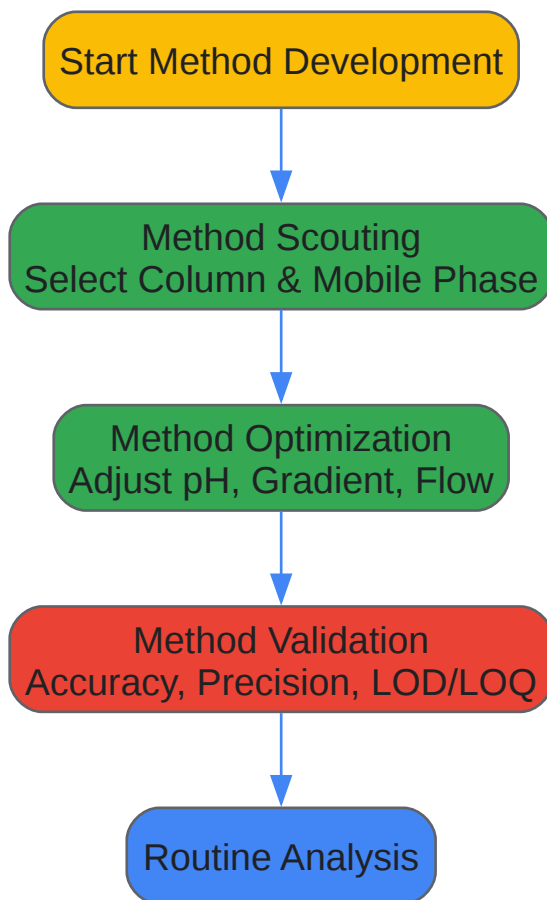 Start Method Development
Method Scouting
Select Column & Mobile Phase
Method Optimization
Adjust pH, Gradient, Flow
Method Validation
Accuracy, Precision, LOD/LOQ
Routine Analysis